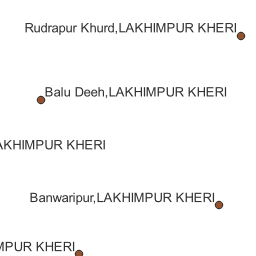 Rudrapur Khurd,LAKHIMPUR KHERI
Balu Deeh,LAKHIMPUR KHERI
AKHIMPUR KHERI
Banwaripur,LAKHIMPUR KHERI
MPUR KHERI